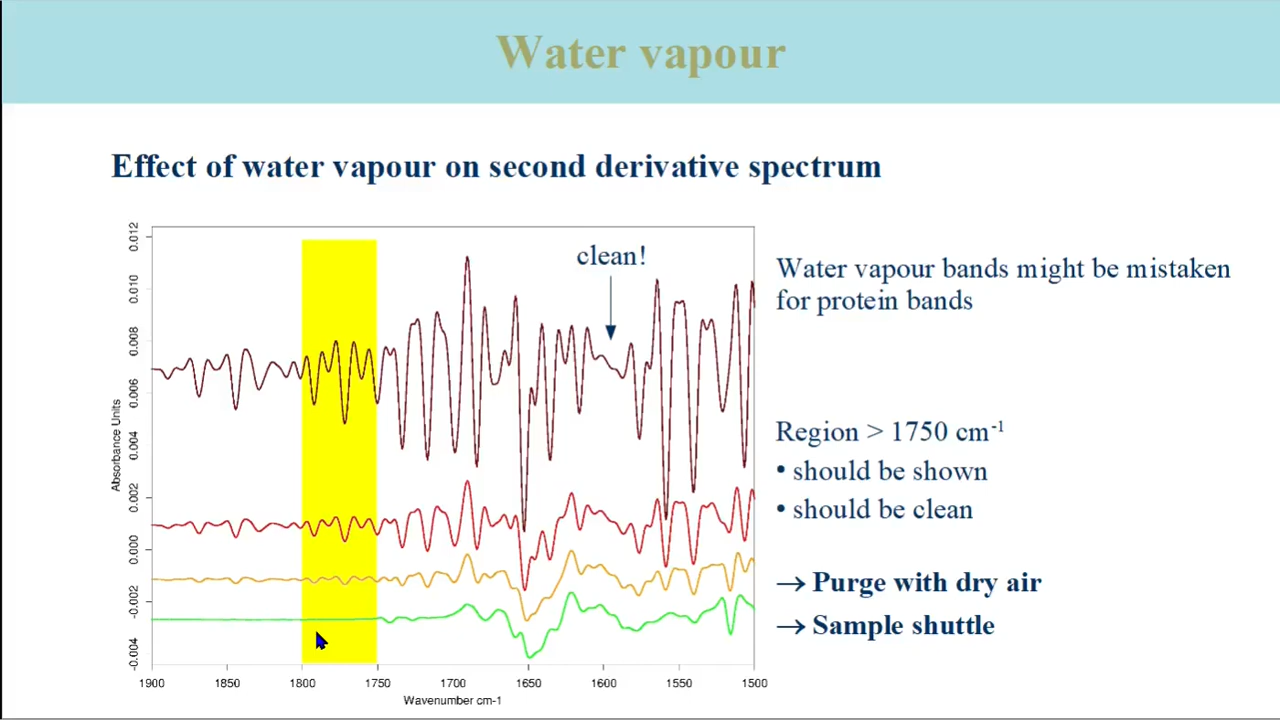 Water vapour
Effect of water vapour on second derivative spectrum
clean!
0.012
0.010
0.008
0.006
0.004
0.002
0.000
-0.002
-0.004
Absorbance Units
1900 1850 1800 1750 1700 1650 1600 1550 1500
Wavenumber cm-1
Water vapour bands might be mistaken
for protein bands
Region > 1750 cm⁻¹
• should be shown
• should be clean
→ Purge with dry air
→ Sample shuttle